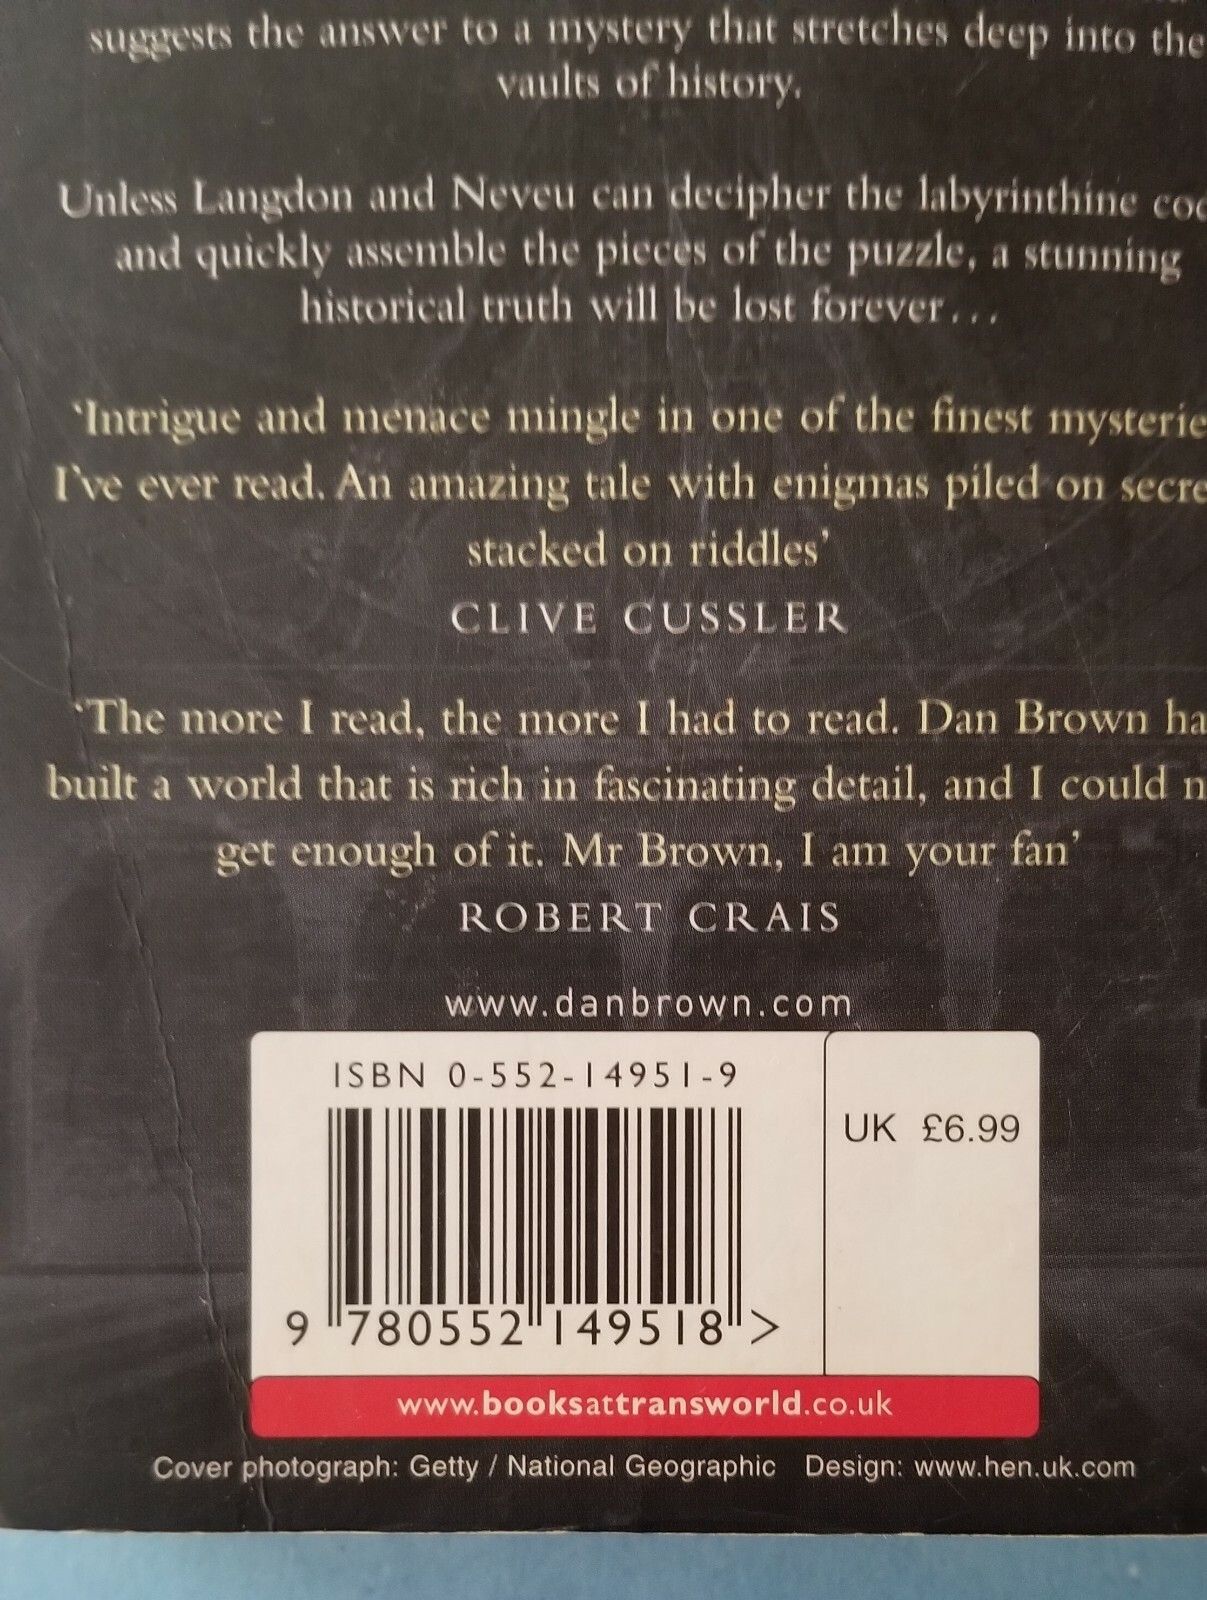 suggests the answer to a mystery that stretches deep into the
vaults of history.
Unless Langdon and Neveu can decipher the labyrinthine
and quickly assemble the pieces of the puzzle, a stunning
historical truth will be lost forever...
'Intrigue and menace mingle in one of the finest
I've ever read. An amazing tale with enigmas piled on
stacked on riddles'
CLIVE CUSSLER
'The more I read, the more I had to read. Dan Brown
built a world that is rich in fascinating detail, and I could
get enough of it. Mr Brown, I am your fan'
ROBERT CRAIS
www.danbrown.com
ISBN 0-552-14951-9
UK £6.99
9 780552 149518 >
www.booksattransworld.co.uk
Cover photograph: Getty / National Geographic Design: www.hen.uk.com